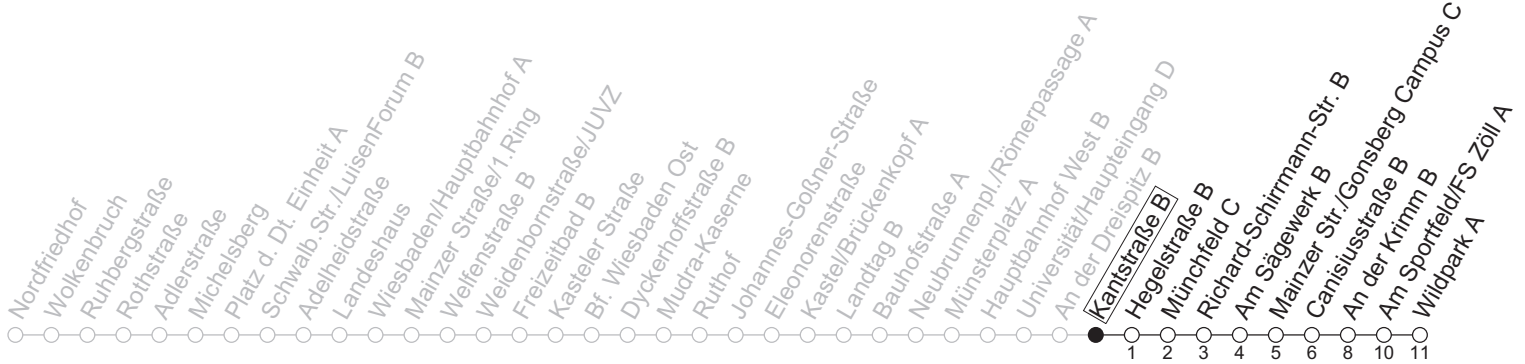 Nordfriedhof
Wolkenbruch
Ruhbergstraße
Rothstraße
Adlerstraße
Michelsberg
Platz d. Dt. Einheit A
Schwalb. Str./LuisenForum B
Adelheidstraße
Landeshaus
Wiesbaden/Hauptbahnhof A
Mainzer Straße/1.Ring
Welfenstraße B
Weidenbornstraße/JUVZ
Freizeitbad B
Kasteler Straße
Bf. Wiesbaden Ost
Dyckerhoffstraße B
Mudra-Kaserne
Ruthof
Johannes-Goßner-Straße
Eleonorenstraße
Kastel/Brückenkopf A
Landtag B
Bauhofstraße A
Neubrunnenpl./Römerpassage A
Münsterplatz A
Hauptbahnhof West B
Universität/Haupteingang D
An der Dreispitz B
Kantstraße B
Hegelstraße B
Münchfeld C
Richard-Schirrmann-Str. B
Am Sägewerk B
Mainzer Str./Gonsberg Campus C
Canisiusstraße B
An der Krimm B
Am Sportfeld/FS Zöll A
Wildpark A
1 2 3 4 5 6 8 10 11